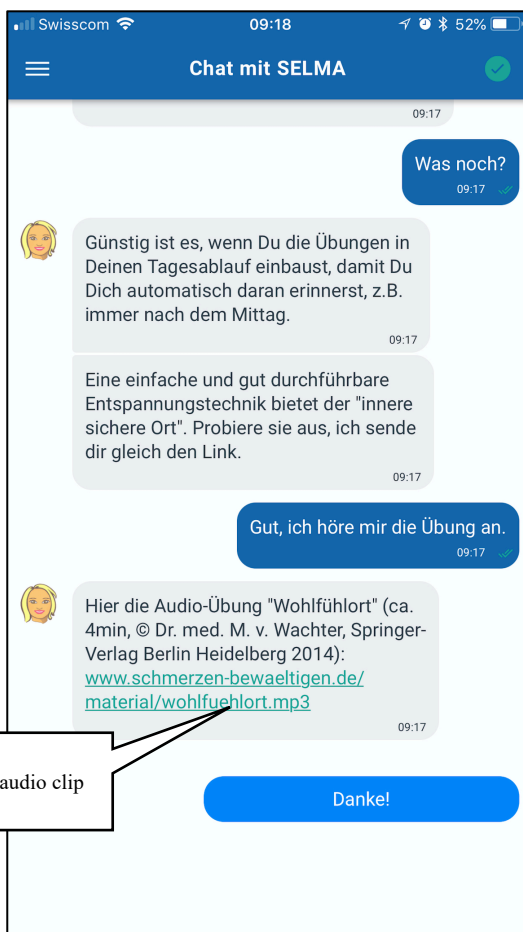 Swisscom 09:18 52%
Chat mit SELMA
09:17
Was noch?
09:17
Günstig ist es, wenn Du die Übungen in
Deinen Tagesablauf einbaust, damit Du
Dich automatisch daran erinnerst, z.B.
immer nach dem Mittag.
09:17
Eine einfache und gut durchführbare
Entspannungstechnik bietet der "innere
sichere Ort". Probiere sie aus, ich sende
dir gleich den Link.
09:17
Gut, ich höre mir die Übung an.
09:17
Hier die Audio-Übung "Wohlfühlort" (ca.
4min, © Dr. med. M. v. Wachter, Springer-
Verlag Berlin Heidelberg 2014):
www.schmerzen-bewaeltigen.de/
material/wohlfuehlort.mp3
09:17
audio clip
Danke!